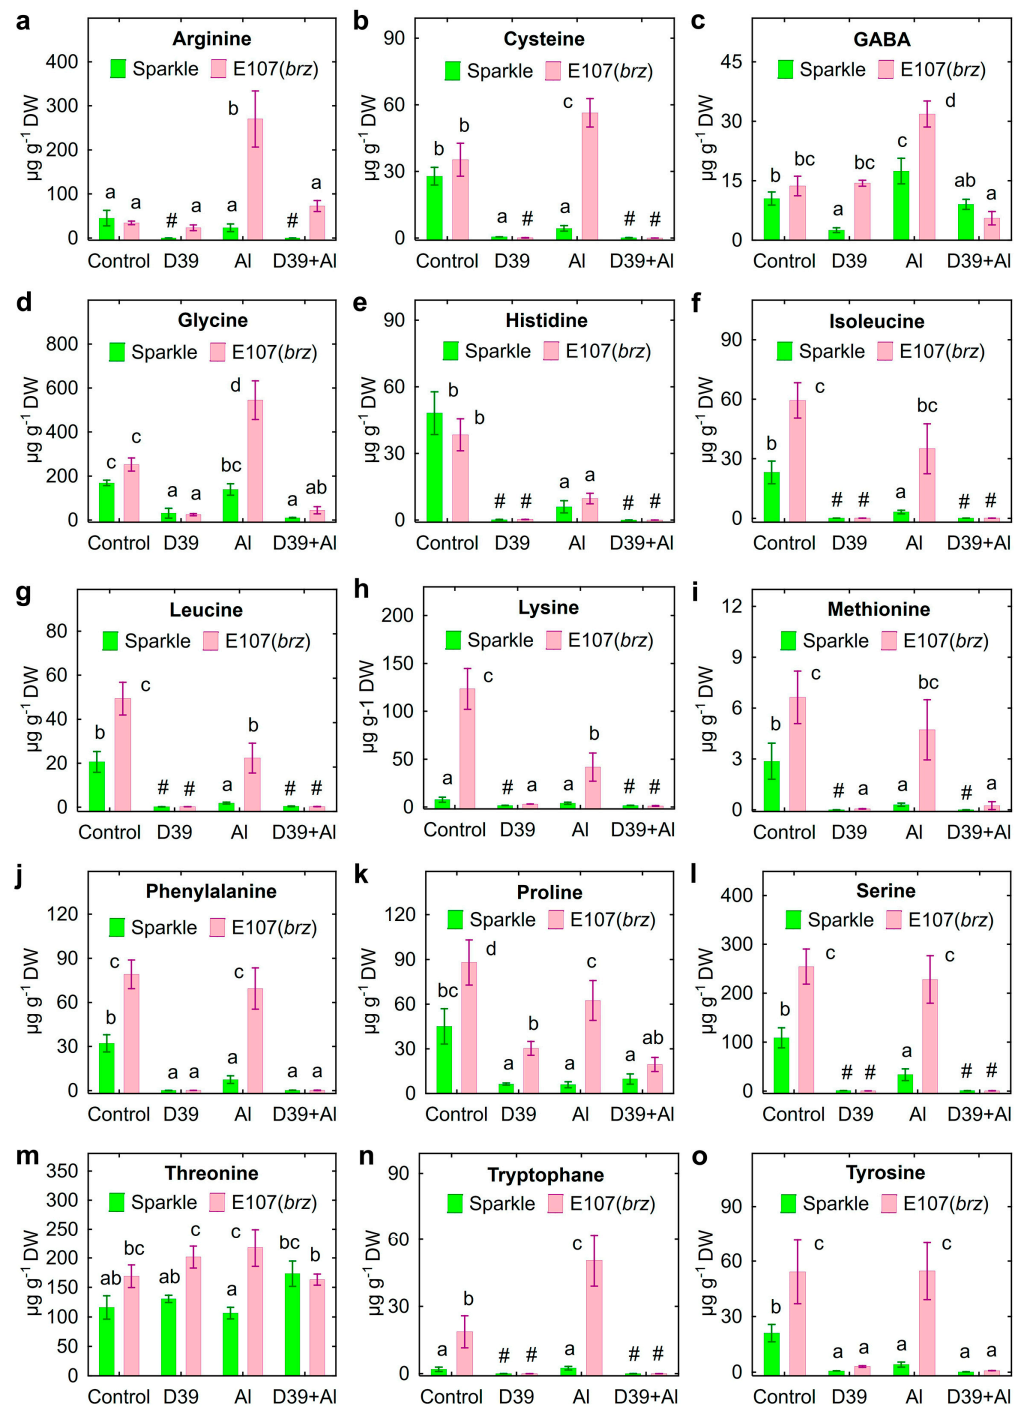 a
Arginine
Sparkle E107(brz)
µg g-1 DW
400
300
200
100
0
a a # a a b # a
Control D39 Al D39+Al
b
Cysteine
Sparkle E107(brz)
µg g-1 DW
90
60
30
0
b b a # a c # #
Control D39 Al D39+Al
c
GABA
Sparkle E107(brz)
µg g-1 DW
45
30
15
0
b bc a bc c d ab a
Control D39 Al D39+Al
d
Glycine
Sparkle E107(brz)
µg g-1 DW
800
600
400
200
0
c c a a bc d a ab
Control D39 Al D39+Al
e
Histidine
Sparkle E107(brz)
µg g-1 DW
90
60
30
0
b b # # a a # #
Control D39 Al D39+Al
f
Isoleucine
Sparkle E107(brz)
µg g-1 DW
90
60
30
0
b c # # a bc # #
Control D39 Al D39+Al
g
Leucine
Sparkle E107(brz)
µg g-1 DW
80
60
40
20
0
b c # # a b # #
Control D39 Al D39+Al
h
Lysine
Sparkle E107(brz)
µg g-1 DW
200
150
100
50
0
a c # a a b # #
Control D39 Al D39+Al
i
Methionine
Sparkle E107(brz)
µg g-1 DW
12
9
6
3
0
b c # a a bc # a
Control D39 Al D39+Al
j
Phenylalanine
Sparkle E107(brz)
µg g-1 DW
120
90
60
30
0
b c a a a c a a
Control D39 Al D39+Al
k
Proline
Sparkle E107(brz)
µg g-1 DW
120
90
60
30
0
bc d a b a c a ab
Control D39 Al D39+Al
l
Serine
Sparkle E107(brz)
µg g-1 DW
400
300
200
100
0
b c # # a c # #
Control D39 Al D39+Al
m
Threonine
Sparkle E107(brz)
µg g-1 DW
350
300
250
200
150
100
50
0
ab bc ab c a c bc b
Control D39 Al D39+Al
n
Tryptophane
Sparkle E107(brz)
µg g-1 DW
90
60
30
0
a b # # a c # #
Control D39 Al D39+Al
o
Tyrosine
Sparkle E107(brz)
µg g-1 DW
90
60
30
0
b c a a a c a a
Control D39 Al D39+Al